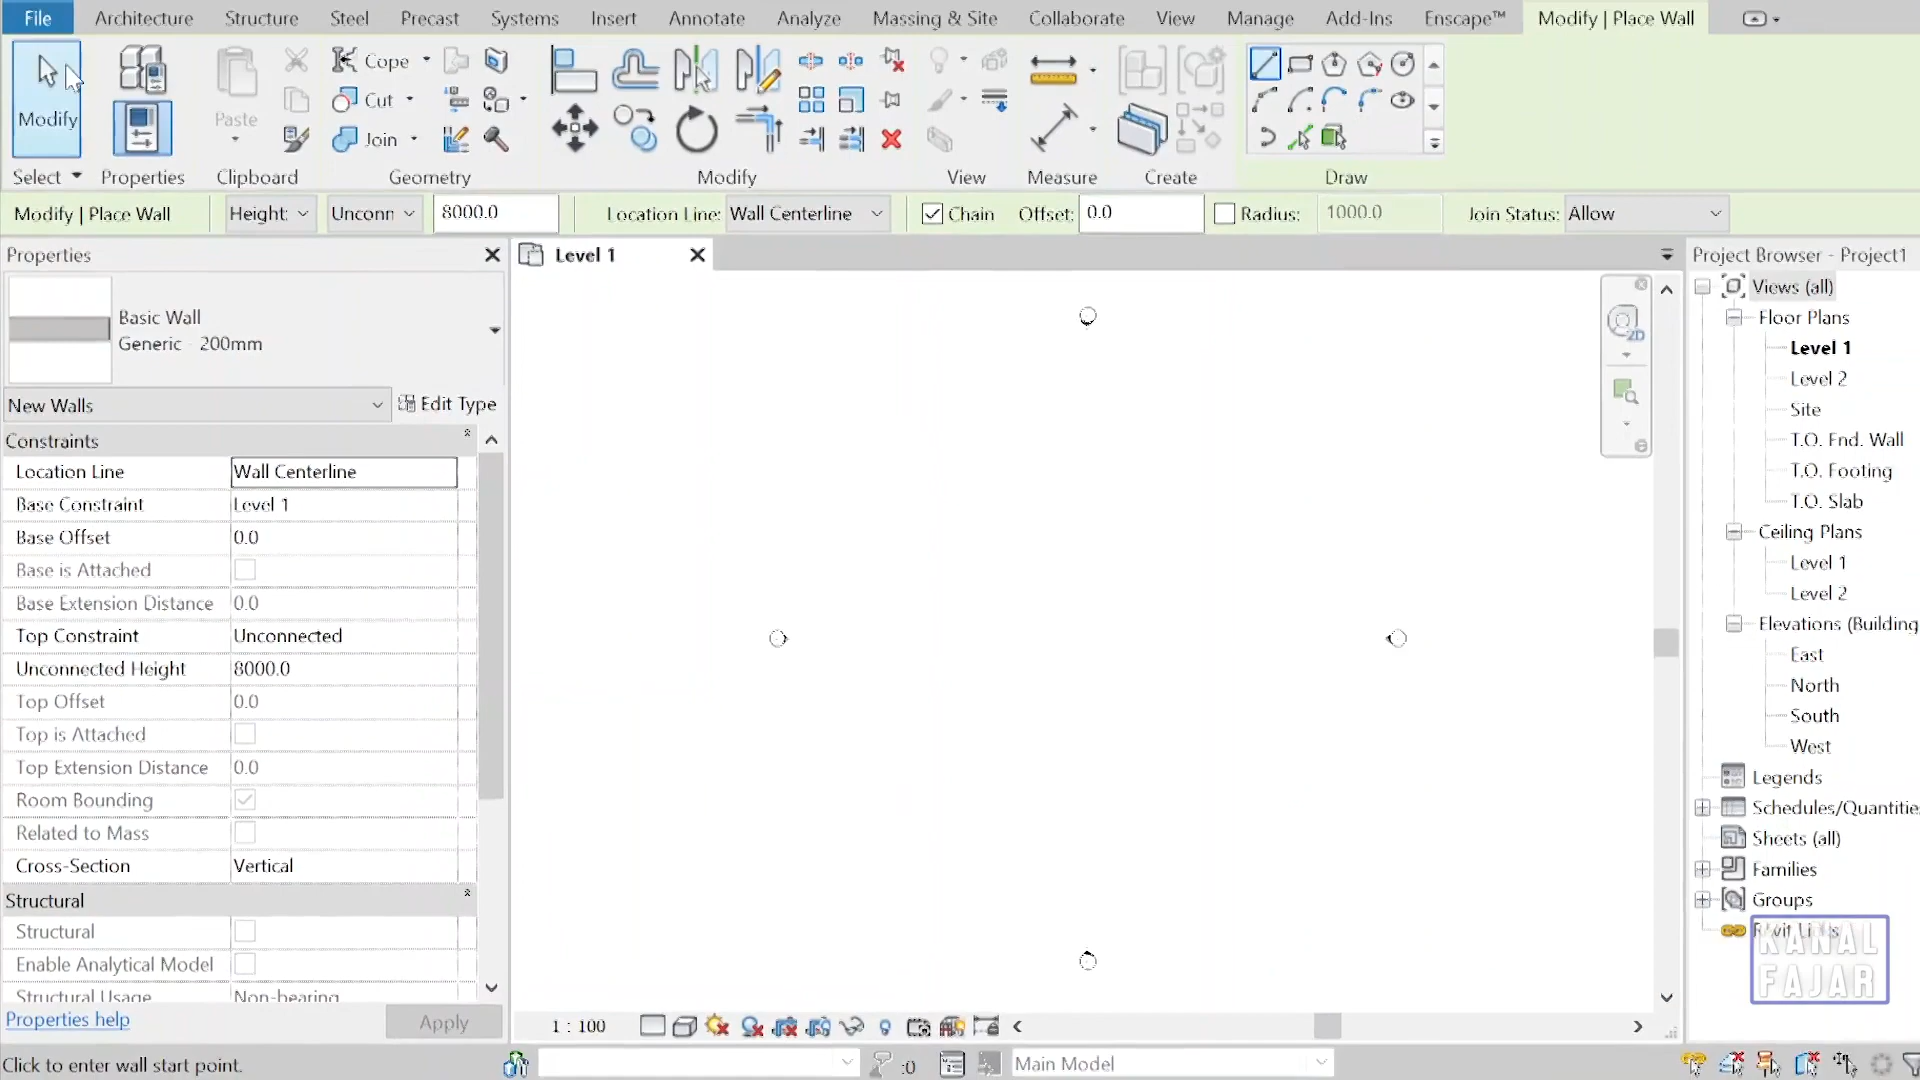 File Architecture Structure Steel Precast Systems Insert Annotate Analyze Massing & Site Collaborate View Manage Add-Ins Enscape™ Modify | Place Wall
Modify
Paste
Cope
Cut
Join
Select Properties Clipboard Geometry Modify View Measure Create Draw
Modify | Place Wall Height: Unconn 8000.0 Location Line: Wall Centerline Chain Offset: 0.0 Radius: 1000.0 Join Status: Allow
Properties
Basic Wall
Generic - 200mm
New Walls Edit Type
Constraints
Location Line Wall Centerline
Base Constraint Level 1
Base Offset 0.0
Base is Attached
Base Extension Distance 0.0
Top Constraint Unconnected
Unconnected Height 8000.0
Top Offset 0.0
Top is Attached
Top Extension Distance 0.0
Room Bounding
Related to Mass
Cross-Section Vertical
Structural
Structural
Enable Analytical Model
Structural Usage Non-bearing
Properties help Apply
Level 1
2D
1 : 100
Project Browser - Project1
Views (all)
Floor Plans
Level 1
Level 2
Site
T.O. Fnd. Wall
T.O. Footing
T.O. Slab
Ceiling Plans
Level 1
Level 2
Elevations (Building
East
North
South
West
Legends
Schedules/Quantitie
Sheets (all)
Families
Groups
Revit Links
KANAL
FAJAR
Click to enter wall start point. :0 Main Model